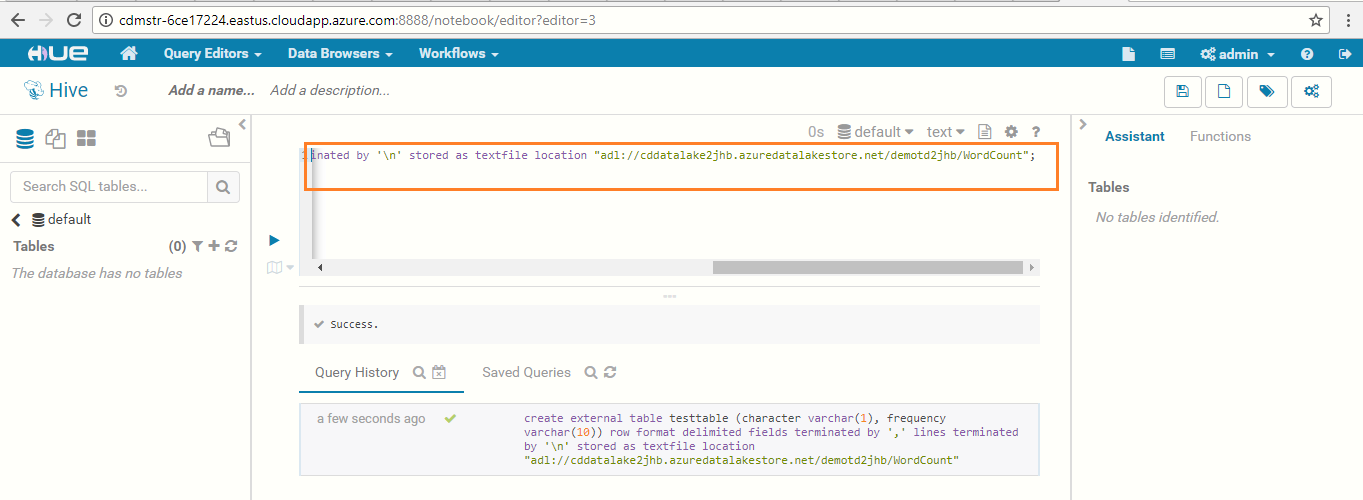 cdmstr-6ce17224.eastus.cloudapp.azure.com:8888/notebook/editor?editor=3
HUE Query Editors Data Browsers Workflows admin
Hive Add a name... Add a description...
0s default text ?
Assistant Functions
1 inated by '\n' stored as textfile location "adl://cddatalake2jhb.azuredatalakestore.net/demotd2jhb/WordCount";
Search SQL tables...
Tables
default
No tables identified.
Tables (0)
The database has no tables
Success.
Query History Saved Queries
a few seconds ago create external table testtable (character varchar(1), frequency
varchar(10)) row format delimited fields terminated by ',' lines terminated
by '\n' stored as textfile location
"adl://cddatalake2jhb.azuredatalakestore.net/demotd2jhb/WordCount"